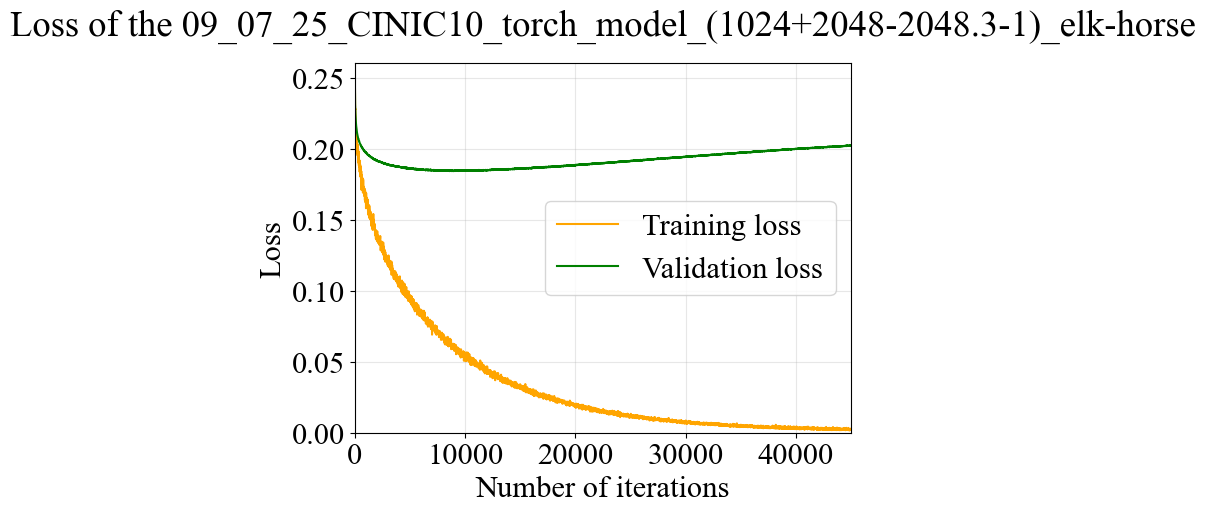 Loss of the 09_07_25_CINIC10_torch_model_(1024+2048-2048.3-1)_elk-horse
0.25
0.20
0.15
0.10
0.05
0.00
Loss
Training loss
Validation loss
0 10000 20000 30000 40000
Number of iterations